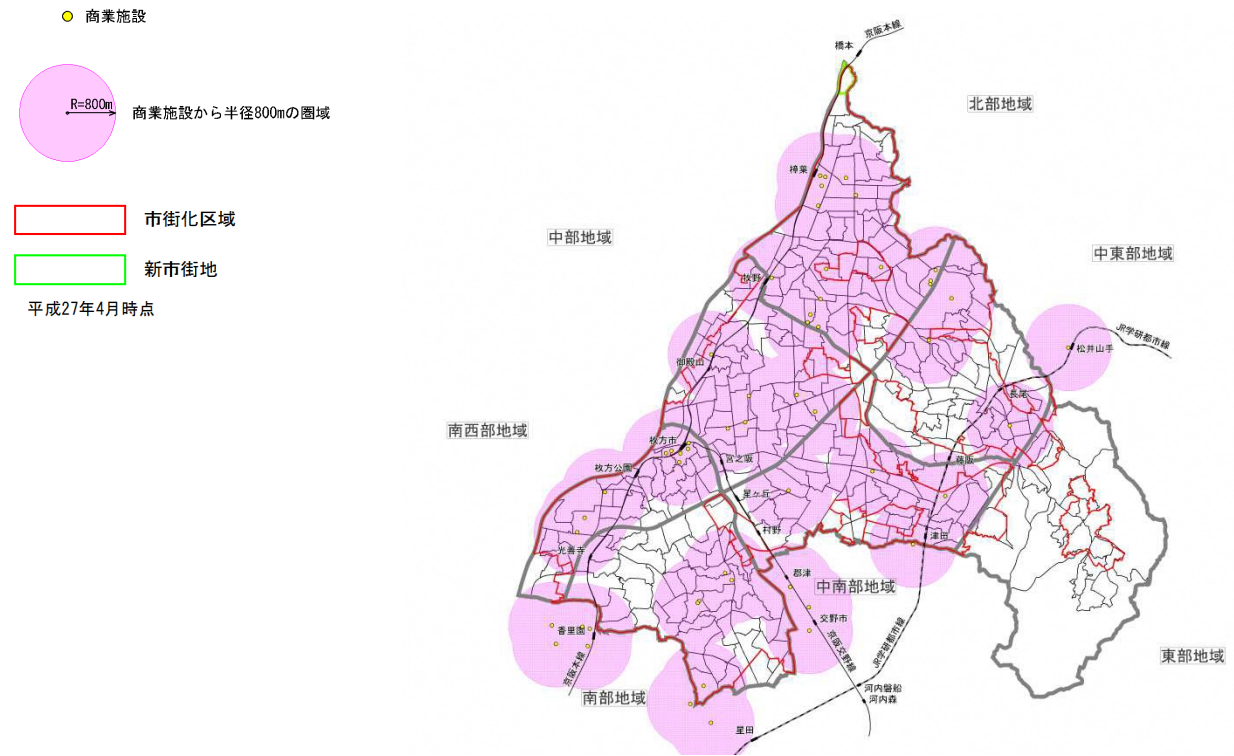 商業施設
R=800m
商業施設から半径800mの圏域
市街化区域
新市街地
平成27年4月時点
京阪本線
橋本
北部地域
樟葉
中部地域
中東部地域
牧野
JR学研都市線
松井山手
御殿山
長尾
南西部地域
枚方市
宮之阪
藤阪
枚方公園
星ヶ丘
村野
津田
光善寺
郡津
中南部地域
交野市
香里園
京阪本線
京阪交野線
JR学研都市線
東部地域
南部地域
河内磐船
河内森
星田